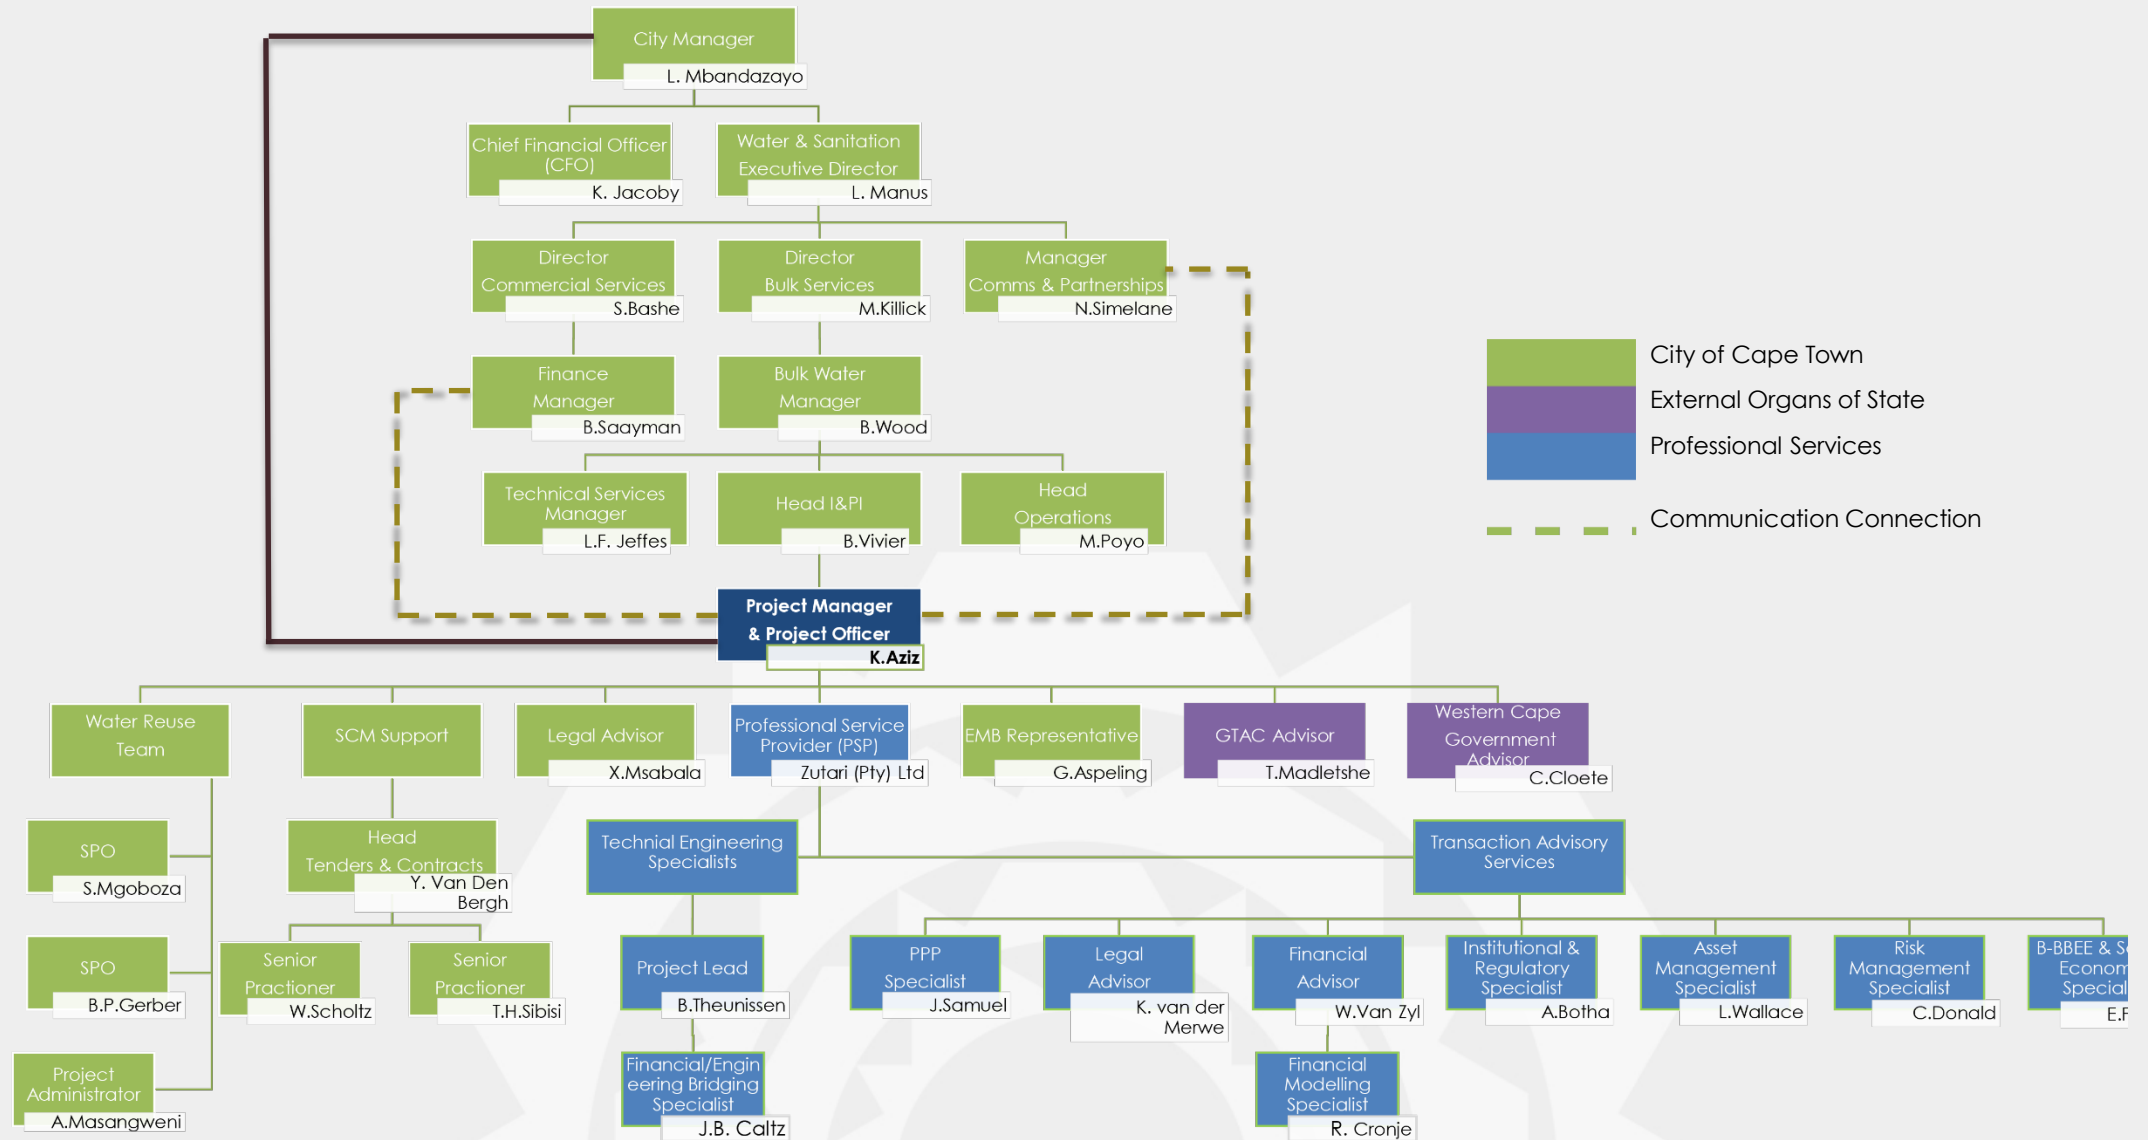 City Manager
L. Mbandazayo
Chief Financial Officer
(CFO)
K. Jacoby
Water & Sanitation
Executive Director
L. Manus
Director
Commercial Services
S.Bashe
Director
Bulk Services
M.Killick
Manager
Comms & Partnerships
N.Simelane
Finance
Manager
B.Saayman
Bulk Water
Manager
B.Wood
City of Cape Town
External Organs of State
Professional Services
Communication Connection
Technical Services
Manager
L.F. Jeffes
Head I&PI
B.Vivier
Head
Operations
M.Poyo
Project Manager
& Project Officer
K.Aziz
Water Reuse
Team
SCM Support
Legal Advisor
X.Msabala
Professional Service
Provider (PSP)
Zutari (Pty) Ltd
EMB Representative
G.Aspeling
GTAC Advisor
T.Madletshe
Western Cape
Government
Advisor
C.Cloete
SPO
S.Mgoboza
Head
Tenders & Contracts
Y. Van Den
Bergh
Technial Engineering
Specialists
Transaction Advisory
Services
SPO
B.P.Gerber
Senior
Practioner
W.Scholtz
Senior
Practioner
T.H.Sibisi
Project Lead
B.Theunissen
PPP
Specialist
J.Samuel
Legal
Advisor
K. van der
Merwe
Financial
Advisor
W.Van Zyl
Institutional &
Regulatory
Specialist
A.Botha
Asset
Management
Specialist
L.Wallace
Risk
Management
Specialist
C.Donald
B-BBEE &
Project
Administrator
A.Masangweni
Financial/Engin
eering Bridging
Specialist
J.B. Caltz
Financial
Modelling
Specialist
R. Cronje